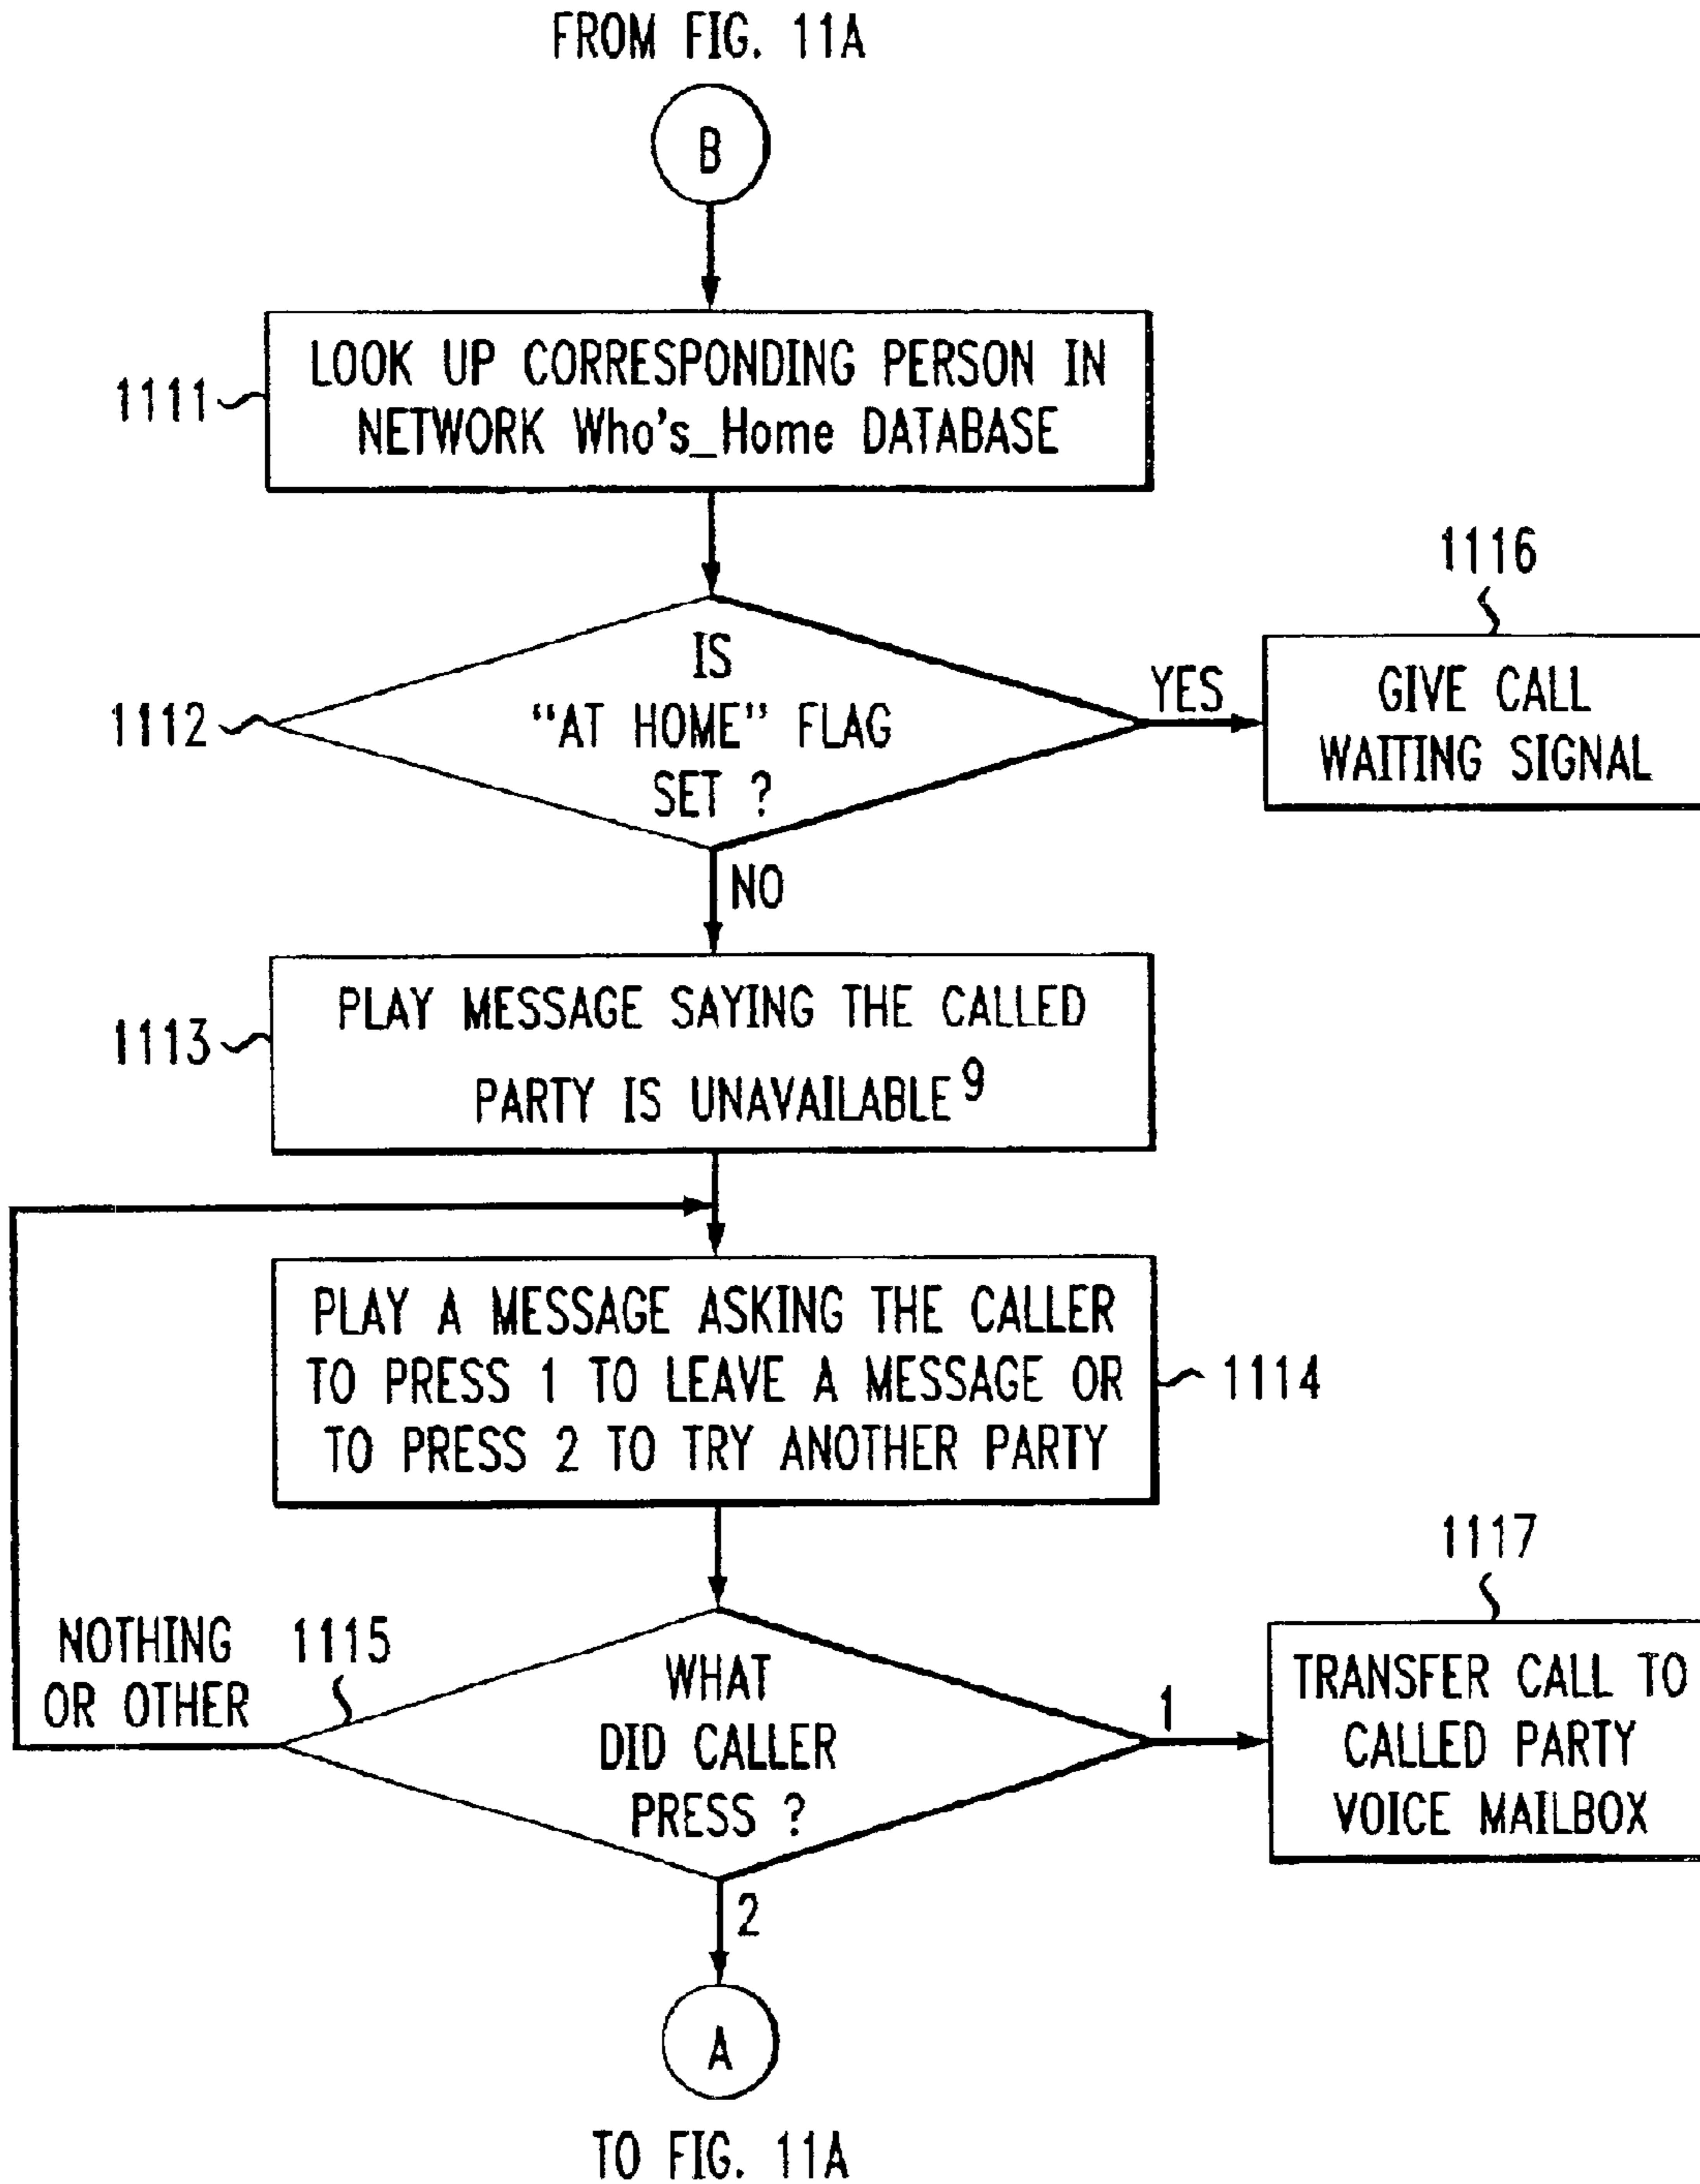 FROM FIG. 11A
B
1111
LOOK UP CORRESPONDING PERSON IN
NETWORK Who's_Home DATABASE
1112
IS
“AT HOME” FLAG
SET ?
YES
1116
GIVE CALL
WAITING SIGNAL
NO
1113
PLAY MESSAGE SAYING THE CALLED
PARTY IS UNAVAILABLE9
PLAY A MESSAGE ASKING THE CALLER
TO PRESS 1 TO LEAVE A MESSAGE OR
TO PRESS 2 TO TRY ANOTHER PARTY
1114
NOTHING
OR OTHER
1115
WHAT
DID CALLER
PRESS ?
1
1117
TRANSFER CALL TO
CALLED PARTY
VOICE MAILBOX
2
A
TO FIG. 11A